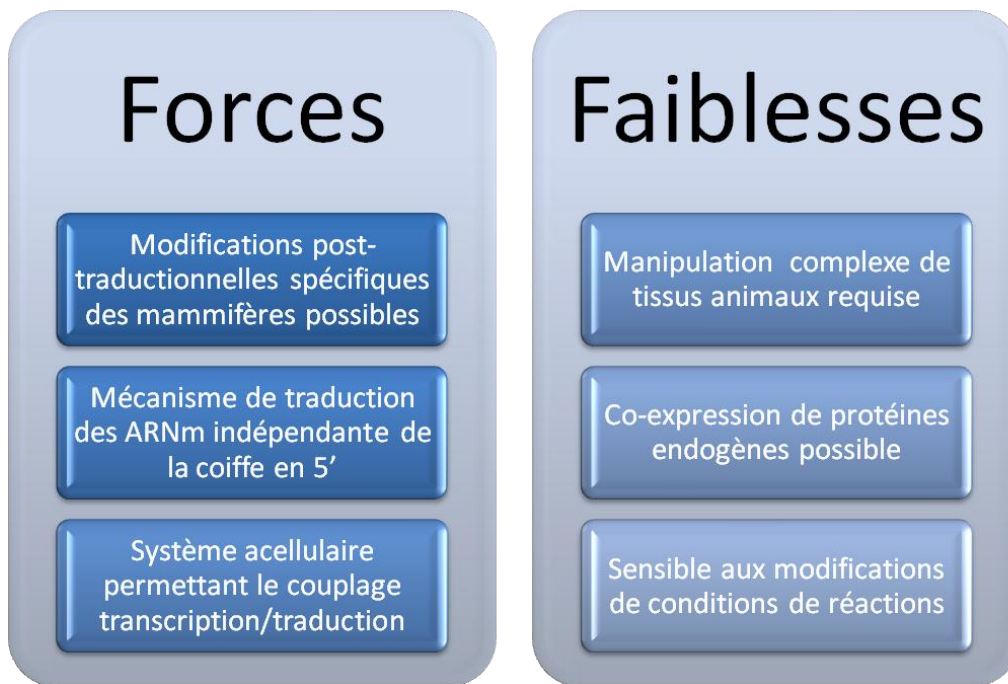 Forces
Modifications post-
traductionnelles spécifiques
des mammifères possibles
Mécanisme de traduction
des ARNm indépendante de
la coiffe en 5’
Système acellulaire
permettant le couplage
transcription/traduction
Faiblesses
Manipulation complexe de
tissus animaux requise
Co-expression de protéines
endogènes possible
Sensible aux modifications
de conditions de réactions